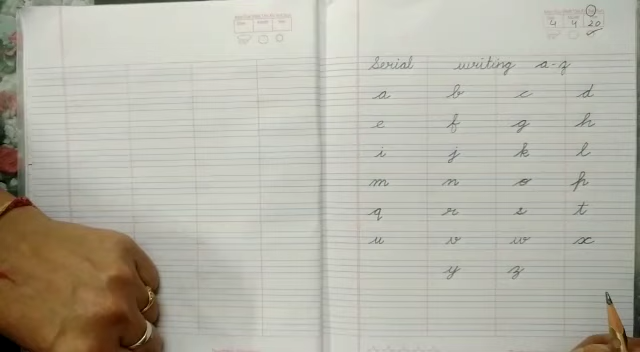 4 4 20
Serial writing a-z
a b c d
e f g h
i j k l
m n o p
q r s t
u v w x
y z